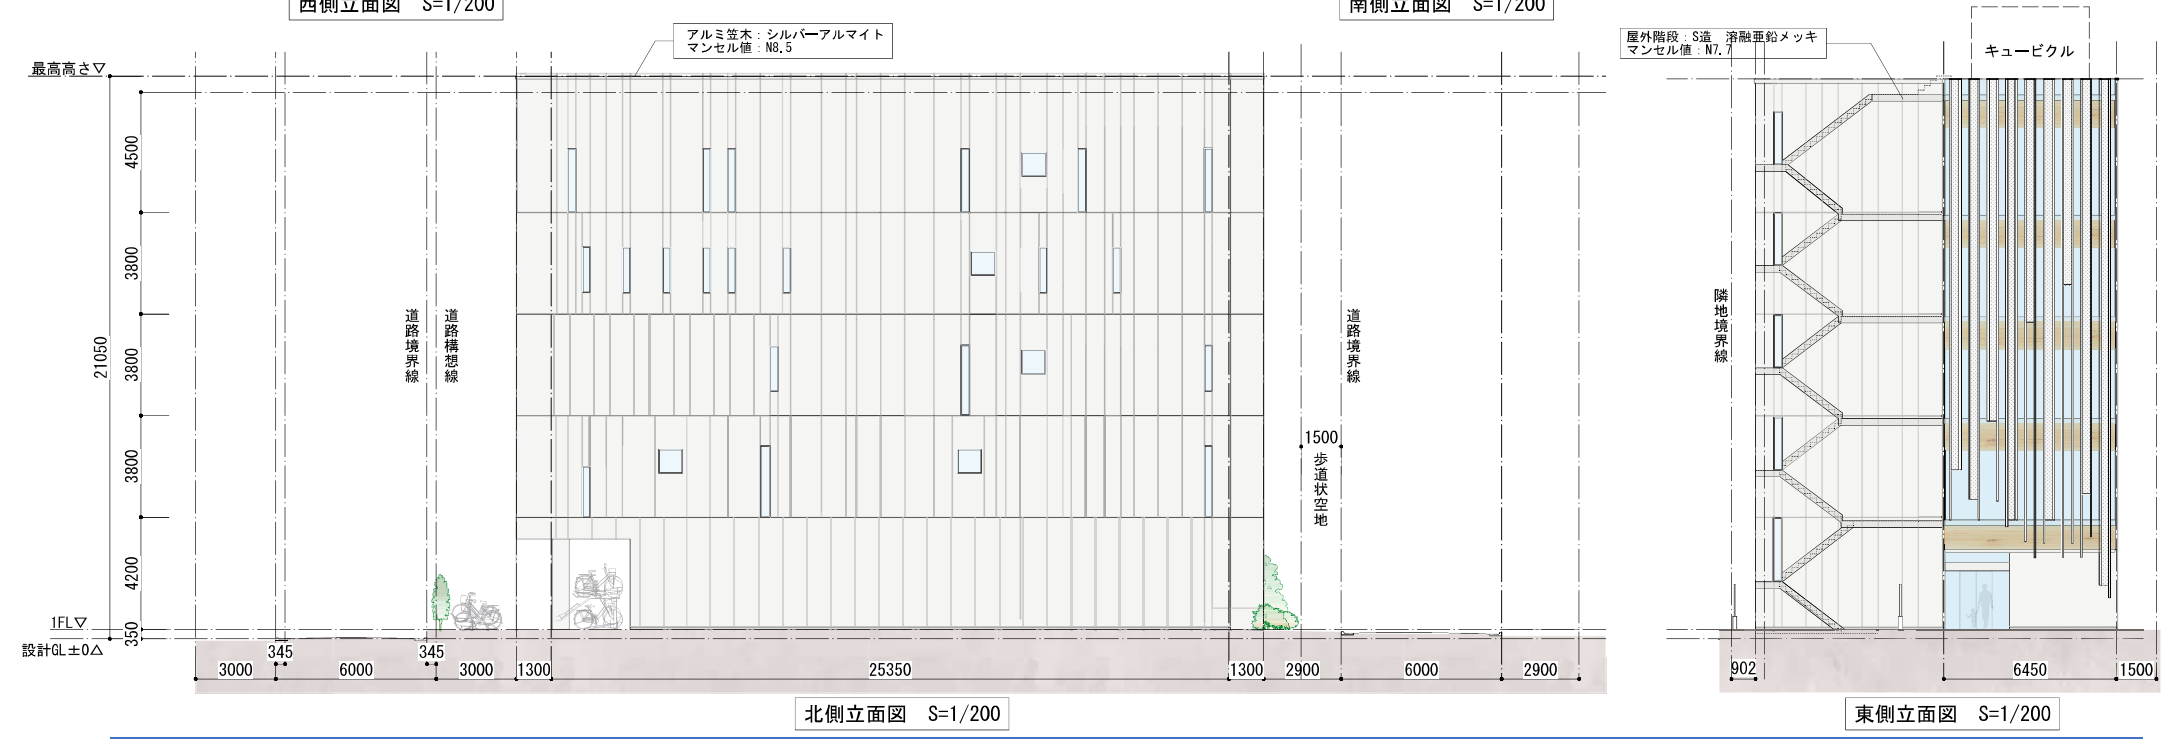 西側立面図 S=1/200
南側立面図 S=1/200
アルミ笠木：シルバーアルマイト
マンセル値：N8.5
屋外階段：S造 溶融亜鉛メッキ
マンセル値：N7.7
キュービクル
最高高さ▽
4500
3800
21050
3800
3800
4200
1FL▽
350
設計GL±0△
道路境界線
道路構想線
道路境界線
1500
歩道状空地
隣地境界線
345
345
3000
6000
3000
1300
25350
1300
2900
6000
2900
902
6450
1500
北側立面図 S=1/200
東側立面図 S=1/200